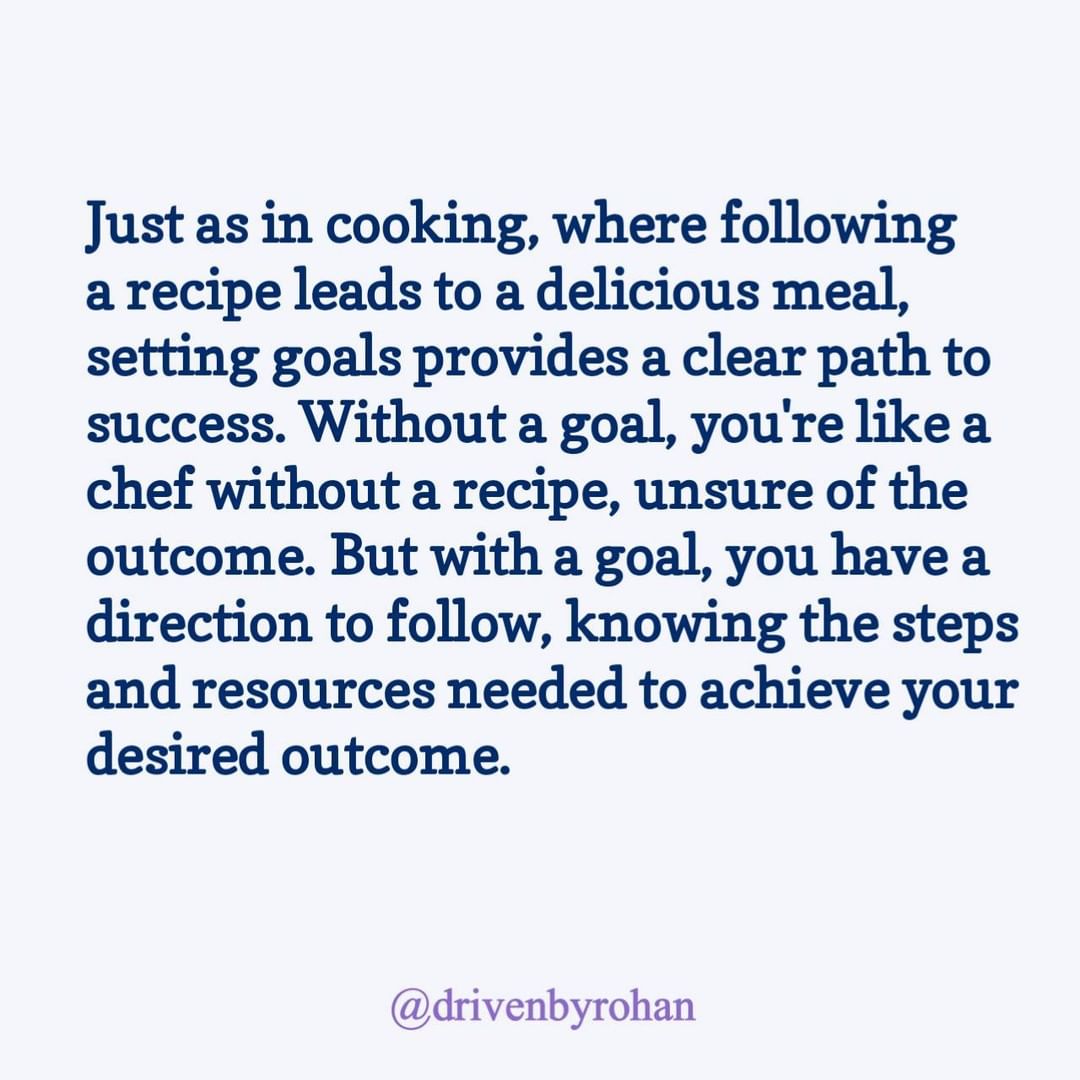 Just as in cooking, where following
a recipe leads to a delicious meal,
setting goals provides a clear path to
success. Without a goal, you're like a
chef without a recipe, unsure of the
outcome. But with a goal, you have a
direction to follow, knowing the steps
and resources needed to achieve your
desired outcome.
@drivenbyrohan